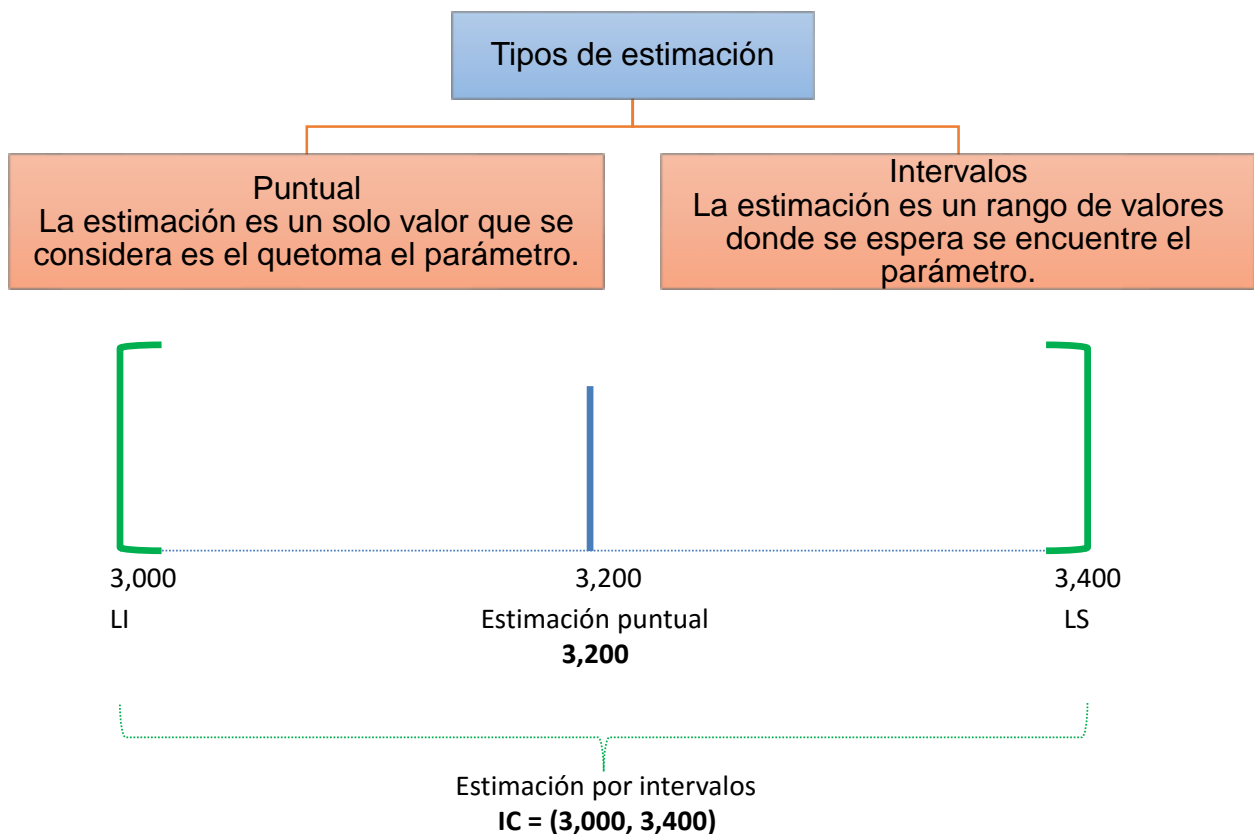 Tipos de estimación
Puntual
La estimación es un solo valor que se
considera es el quetoma el parámetro.
Intervalos
La estimación es un rango de valores
donde se espera se encuentre el
parámetro.
3,000
3,200
3,400
LI
Estimación puntual
LS
3,200
Estimación por intervalos
IC = (3,000, 3,400)